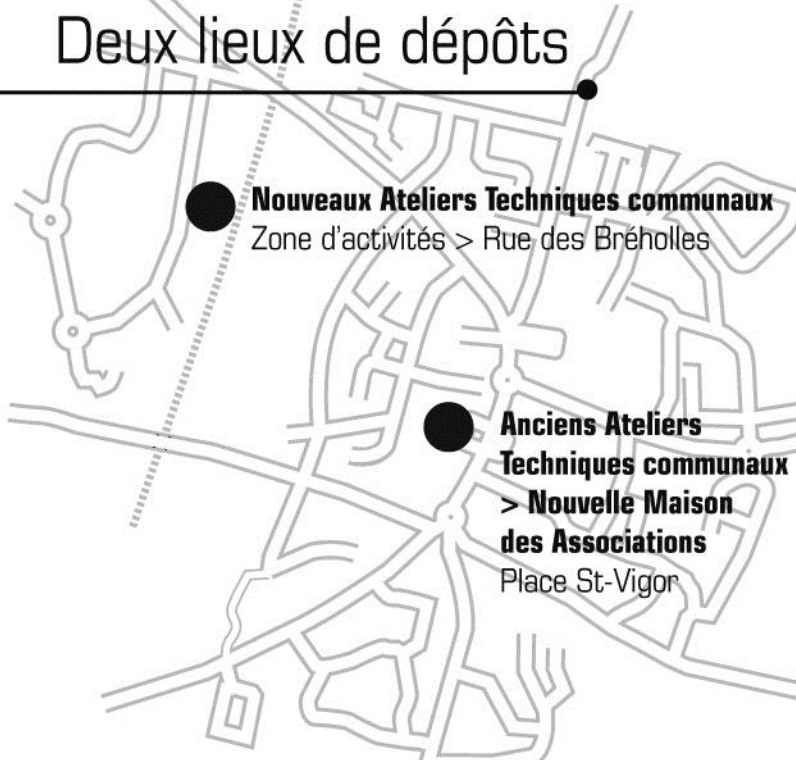 Deux lieux de dépôts
Nouveaux Ateliers Techniques communaux
Zone d'activités > Rue des Bréholles
Anciens Ateliers
Techniques communaux
> Nouvelle Maison
des Associations
Place St-Vigor